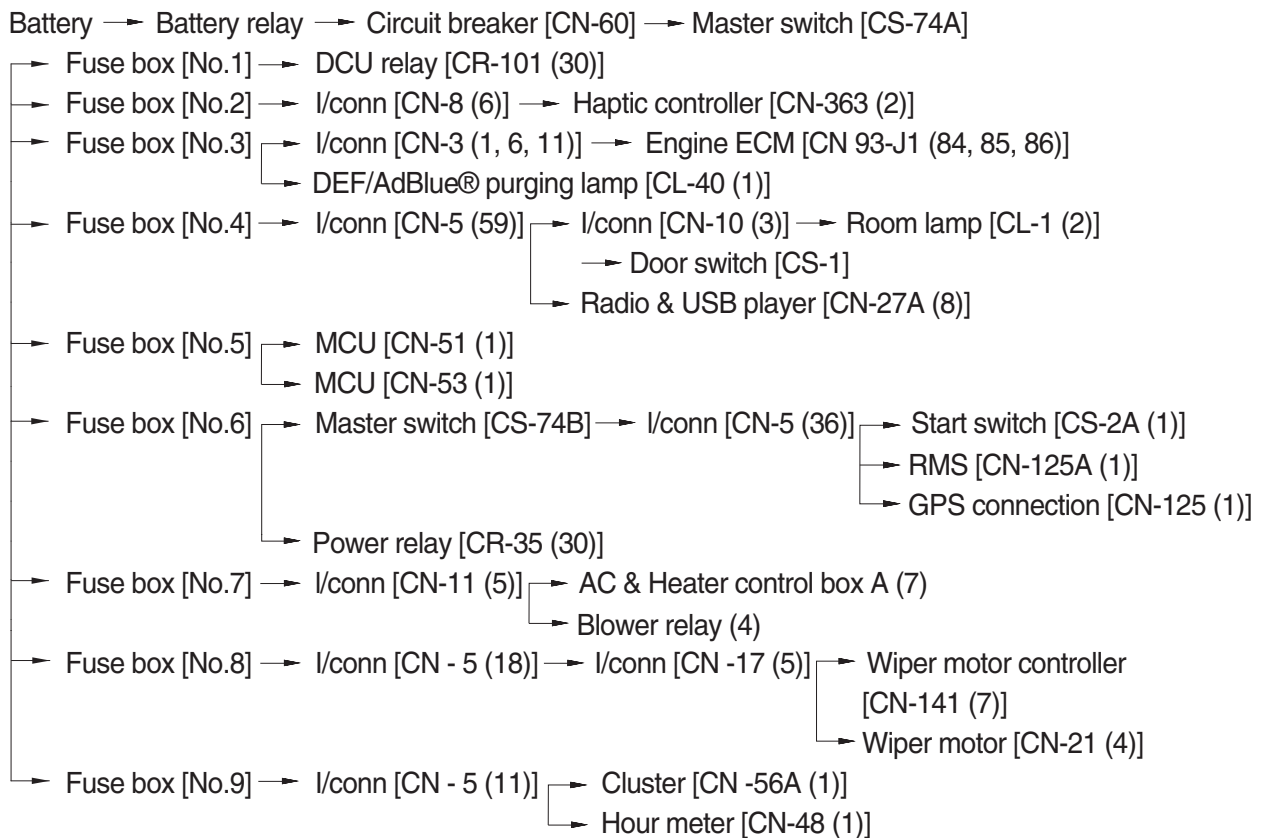 Battery → Battery relay → Circuit breaker [CN-60] → Master switch [CS-74A]
Fuse box [No.1] → DCU relay [CR-101 (30)]
Fuse box [No.2] → I/conn [CN-8 (6)] → Haptic controller [CN-363 (2)]
Fuse box [No.3] → I/conn [CN-3 (1, 6, 11)] → Engine ECM [CN 93-J1 (84, 85, 86)]
→ DEF/AdBlue® purging lamp [CL-40 (1)]
Fuse box [No.4] → I/conn [CN-5 (59)] → I/conn [CN-10 (3)] → Room lamp [CL-1 (2)]
→ Door switch [CS-1]
→ Radio & USB player [CN-27A (8)]
Fuse box [No.5] → MCU [CN-51 (1)]
→ MCU [CN-53 (1)]
Fuse box [No.6] → Master switch [CS-74B] → I/conn [CN-5 (36)] → Start switch [CS-2A (1)]
→ RMS [CN-125A (1)]
→ GPS connection [CN-125 (1)]
→ Power relay [CR-35 (30)]
Fuse box [No.7] → I/conn [CN-11 (5)] → AC & Heater control box A (7)
→ Blower relay (4)
Fuse box [No.8] → I/conn [CN - 5 (18)] → I/conn [CN -17 (5)] → Wiper motor controller
[CN-141 (7)]
→ Wiper motor [CN-21 (4)]
Fuse box [No.9] → I/conn [CN - 5 (11)] → Cluster [CN -56A (1)]
→ Hour meter [CN-48 (1)]